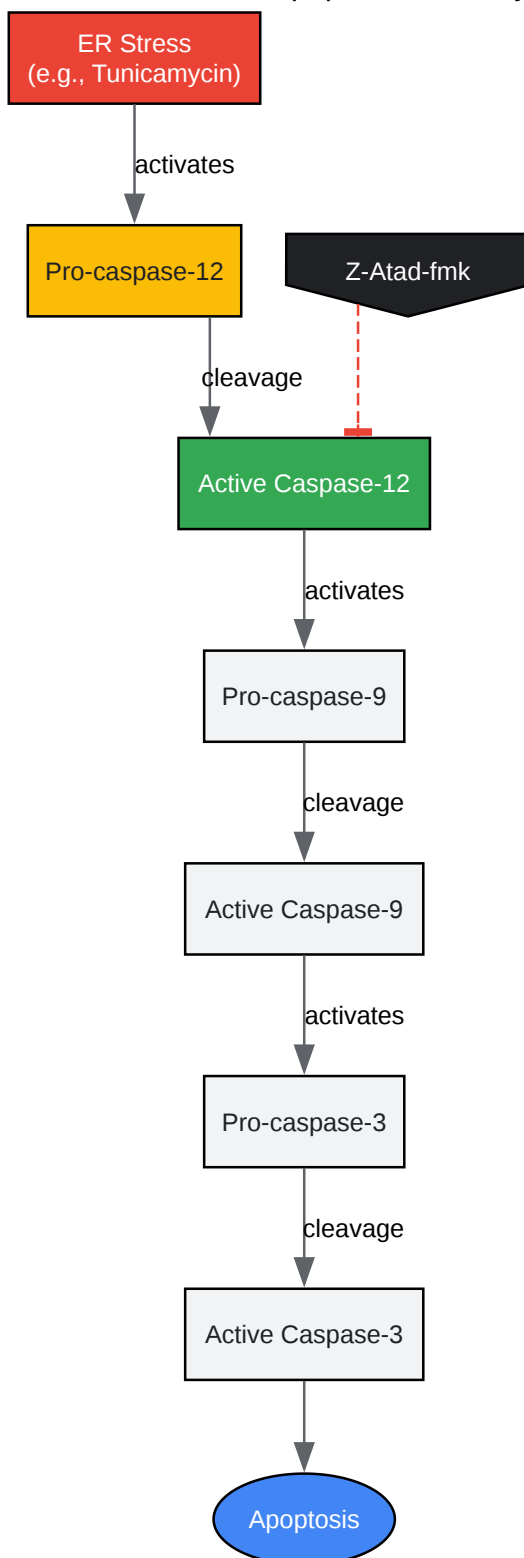 ER Stress
(e.g., Tunicamycin)
activates
Pro-caspase-12
Z-Atad-fmk
cleavage
Active Caspase-12
activates
Pro-caspase-9
cleavage
Active Caspase-9
activates
Pro-caspase-3
cleavage
Active Caspase-3
Apoptosis